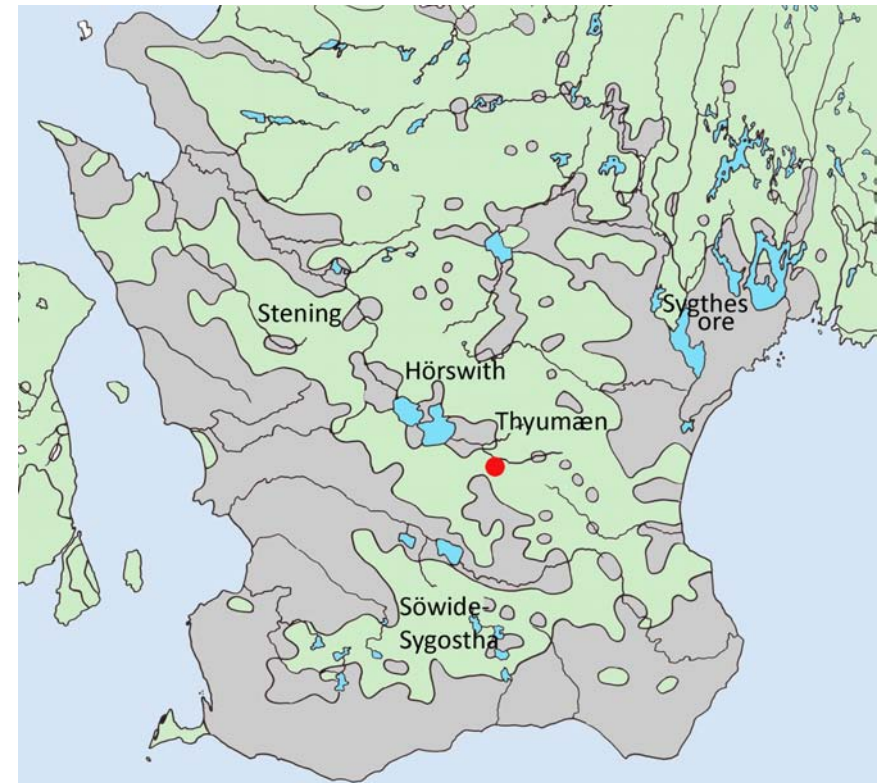 Stening
Sygthes
ore
Hörswith
Thyumæn
Söwide-
Sygostha